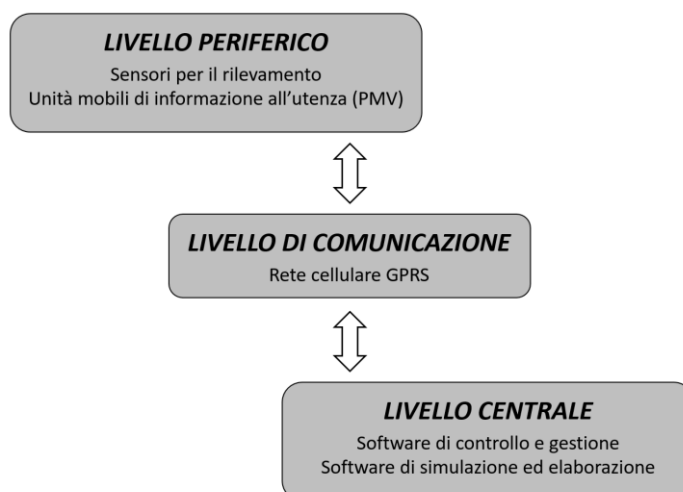 LIVELLO PERIFERICO
Sensori per il rilevamento
Unità mobili di informazione all'utenza (PMV)
LIVELLO DI COMUNICAZIONE
Rete cellulare GPRS
LIVELLO CENTRALE
Software di controllo e gestione
Software di simulazione ed elaborazione